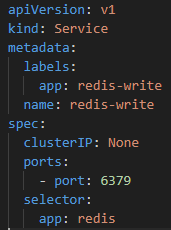 apiVersion: v1
kind: Service
metadata:
  labels:
    app: redis-write
  name: redis-write
spec:
  clusterIP: None
  ports:
    - port: 6379
  selector:
    app: redis